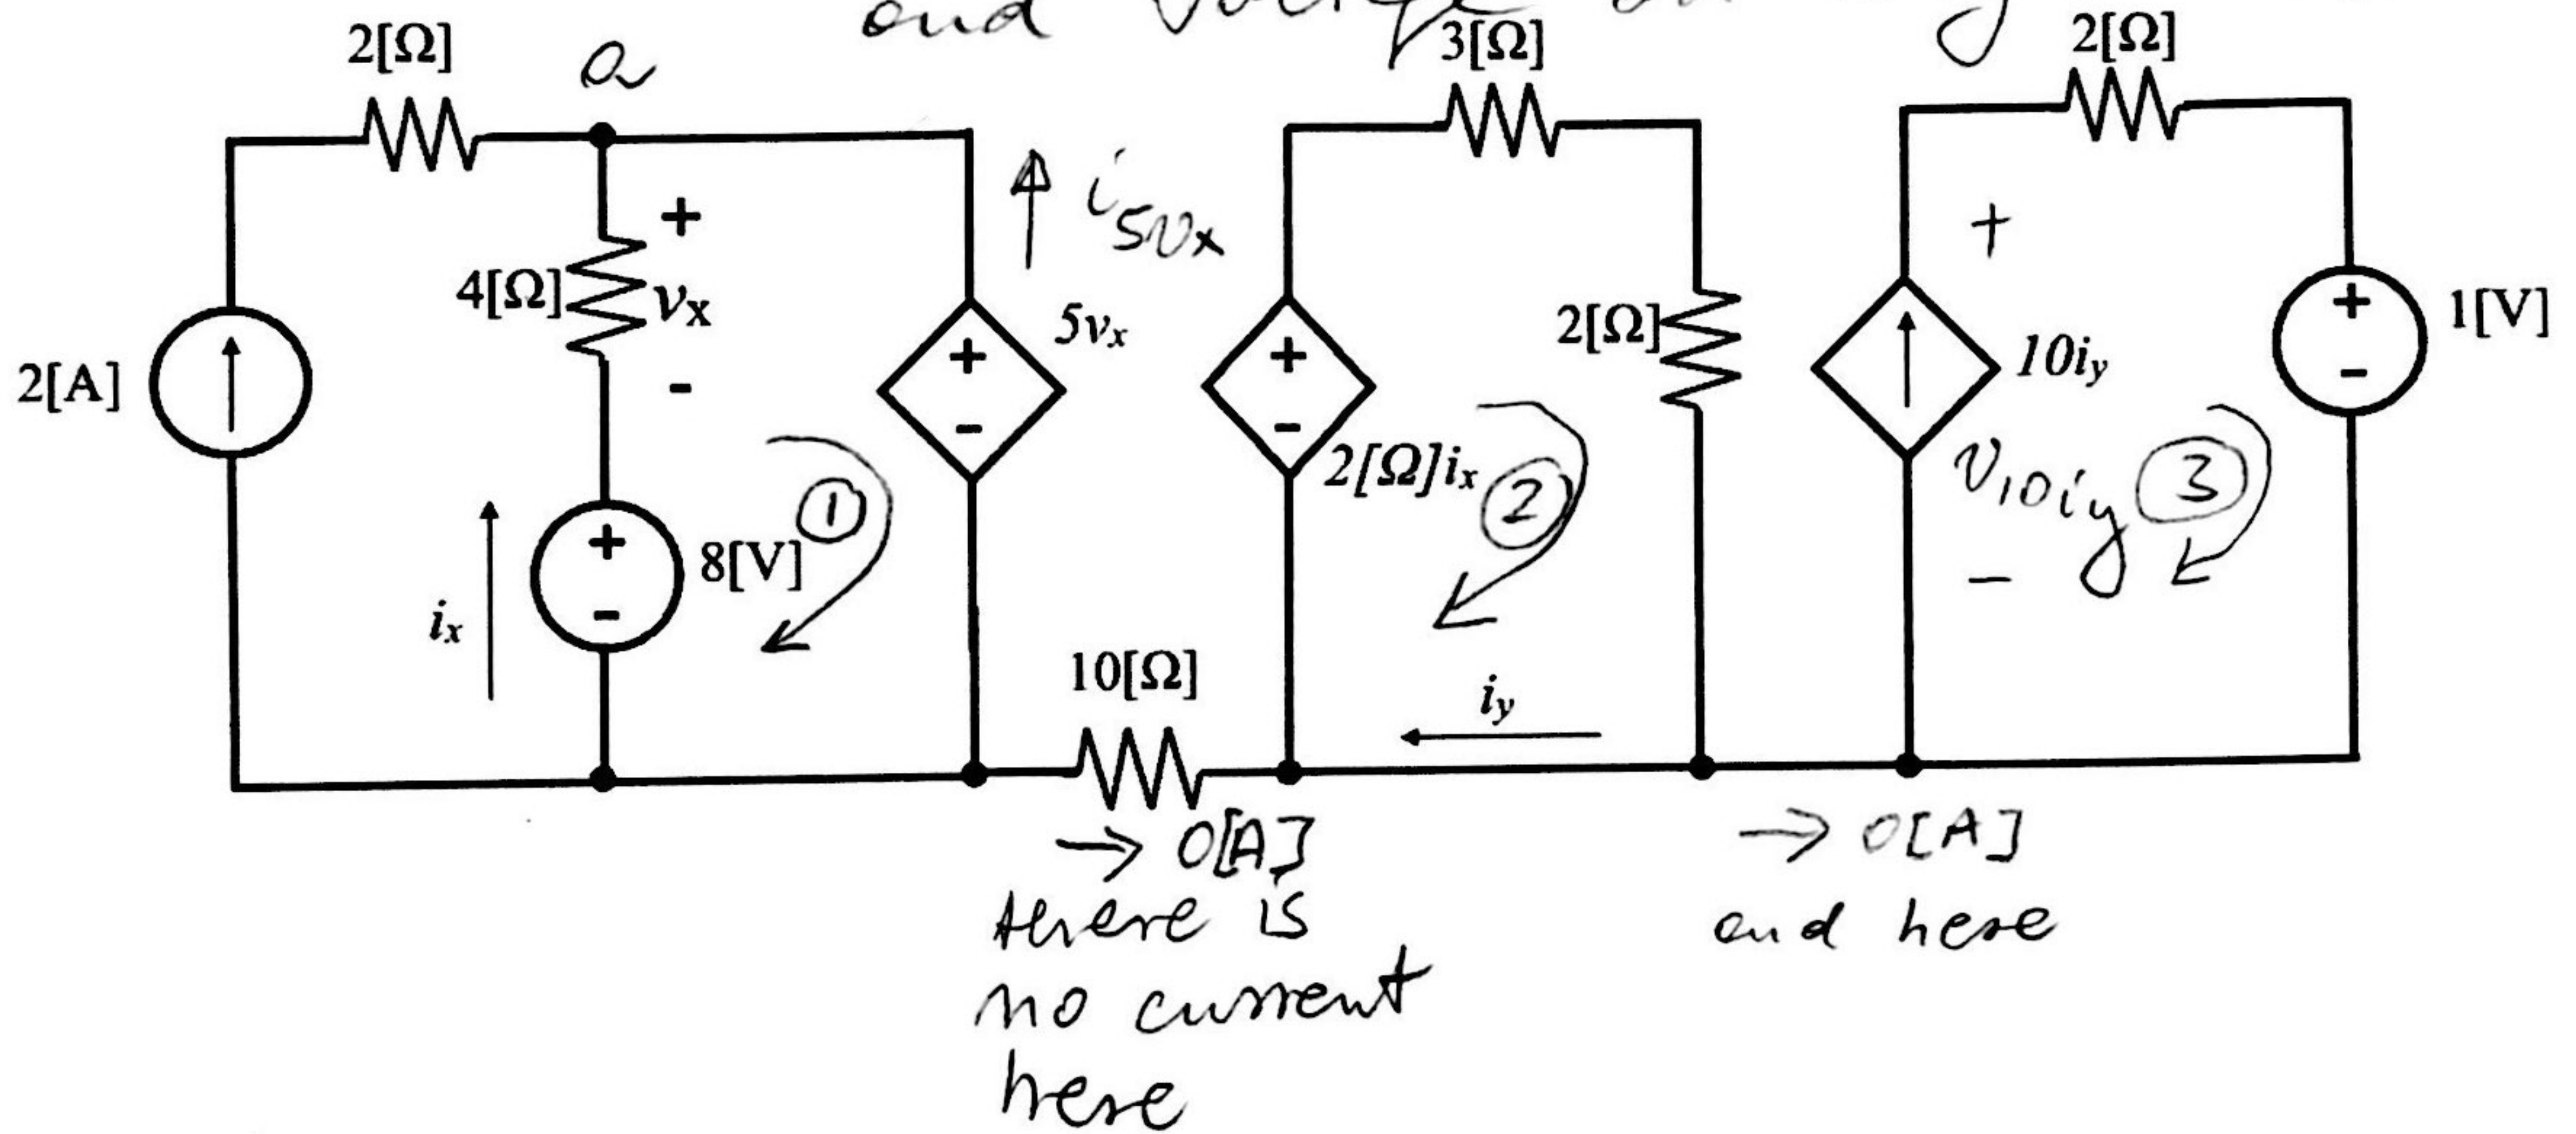 and voltage
2[Ω]
a
3[Ω]
2[Ω]
+
vx
-
4[Ω]
i5vx
5vx
+
-
2[Ω]
+
10iy
+
-
1[V]
2[A]
+
-
2[Ω]ix
②
v10iy
③
-
①
+
-
8[V]
ix
10[Ω]
iy
→ 0[A]
there is
no current
here
→ 0[A]
and here